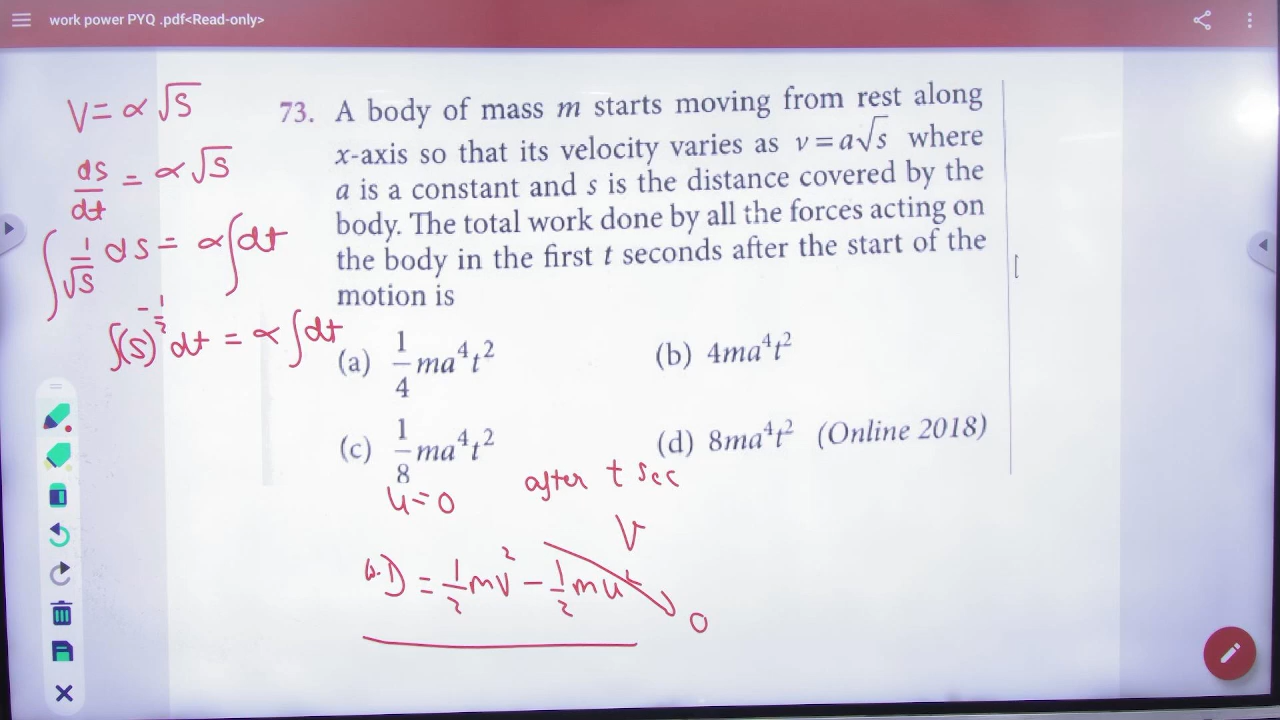 work power PYQ .pdf<Read-only>
V = α √s
ds/dt = α √s
∫ 1/√s ds = α ∫ dt
∫(s)^-1/2 dt = α ∫ dt
73. A body of mass m starts moving from rest along
x-axis so that its velocity varies as v = a√s where
a is a constant and s is the distance covered by the
body. The total work done by all the forces acting on
the body in the first t seconds after the start of the
motion is
(a) 1/4 ma⁴t² (b) 4ma⁴t²
(c) 1/8 ma⁴t² (d) 8ma⁴t² (Online 2018)
u = 0 after t sec
V
W.D = 1/2 mv² - 1/2 mu² 0